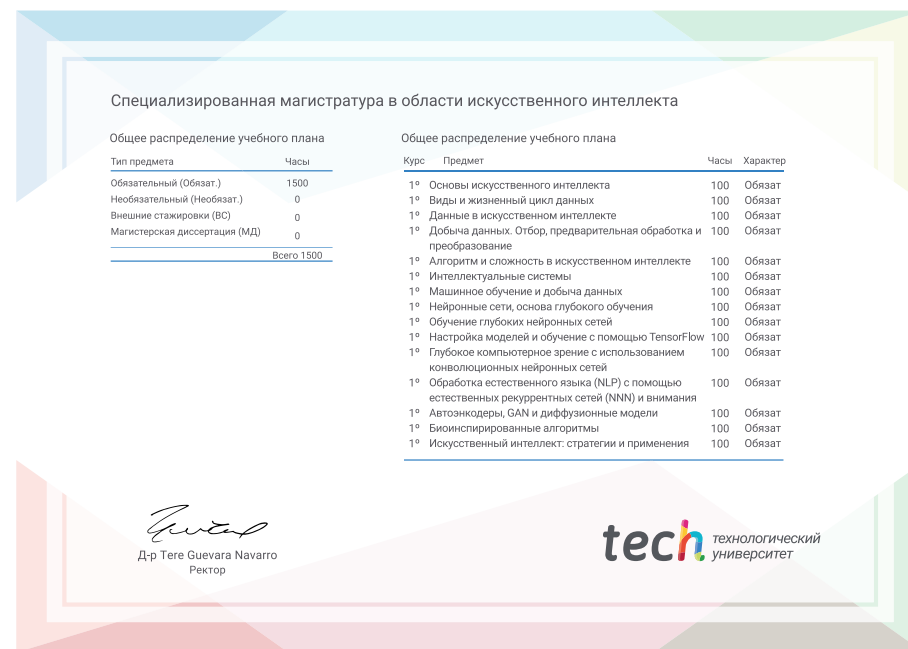 Специализированная магистратура в области искусственного интеллекта
Общее распределение учебного плана
Тип предмета Часы
Обязательный (Обязат.) 1500
Необязательный (Необязат.) 0
Внешние стажировки (ВС) 0
Магистерская диссертация (МД) 0
Всего 1500
Общее распределение учебного плана
Курс Предмет Часы Характер
1º Основы искусственного интеллекта 100 Обязат
1º Виды и жизненный цикл данных 100 Обязат
1º Данные в искусственном интеллекте 100 Обязат
1º Добыча данных. Отбор, предварительная обработка и 100 Обязат
преобразование
1º Алгоритм и сложность в искусственном интеллекте 100 Обязат
1º Интеллектуальные системы 100 Обязат
1º Машинное обучение и добыча данных 100 Обязат
1º Нейронные сети, основа глубокого обучения 100 Обязат
1º Обучение глубоких нейронных сетей 100 Обязат
1º Настройка моделей и обучение с помощью TensorFlow 100 Обязат
1º Глубокое компьютерное зрение с использованием 100 Обязат
конволюционных нейронных сетей
1º Обработка естественного языка (NLP) с помощью 100 Обязат
естественных рекуррентных сетей (NNN) и внимания
1º Автоэнкодеры, GAN и диффузионные модели 100 Обязат
1º Биоинспирированные алгоритмы 100 Обязат
1º Искусственный интеллект: стратегии и применения 100 Обязат
Д-р Tere Guevara Navarro
Ректор
tech технологический
университет